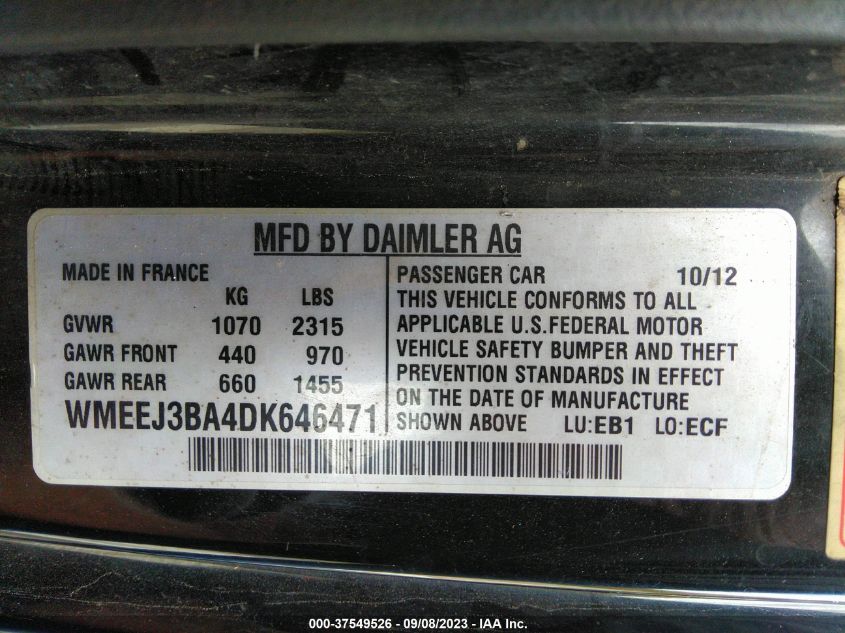 MFD BY DAIMLER AG
MADE IN FRANCE
KG LBS
GVWR 1070 2315
GAWR FRONT 440 970
GAWR REAR 660 1455
WMEEJ3BA4DK646471
PASSENGER CAR 10/12
THIS VEHICLE CONFORMS TO ALL
APPLICABLE U.S.FEDERAL MOTOR
VEHICLE SAFETY BUMPER AND THEFT
PREVENTION STANDARDS IN EFFECT
ON THE DATE OF MANUFACTURE
SHOWN ABOVE LU:EB1 LO:ECF
000-37549526 - 09/08/2023 - IAA Inc.